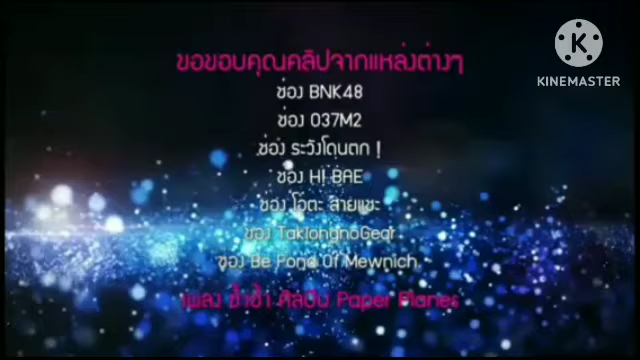 ขอขอบคุณคลิปจากแหล่งต่างๆ
ช่อง BNK48
ช่อง 037M2
ช่อง ระวังโดนตก !
ช่อง HI BAE
ช่อง โอตะ สายแซะ
ช่อง TaklongnoGear
ช่อง Be Pond Of Mewnich
เพลง ซ้ำซ้ำ ศิลปิน Paper Planes
KINEMASTER